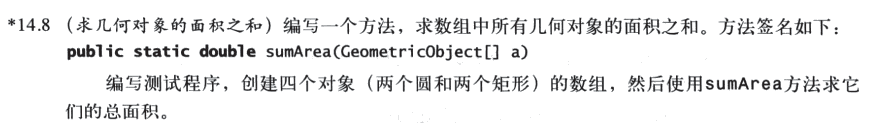 *14.8 （求几何对象的面积之和）编写一个方法，求数组中所有几何对象的面积之和。方法签名如下：
public static double sumArea(GeometricObject[] a)
编写测试程序，创建四个对象（两个圆和两个矩形）的数组，然后使用sumArea方法求它
们的总面积。